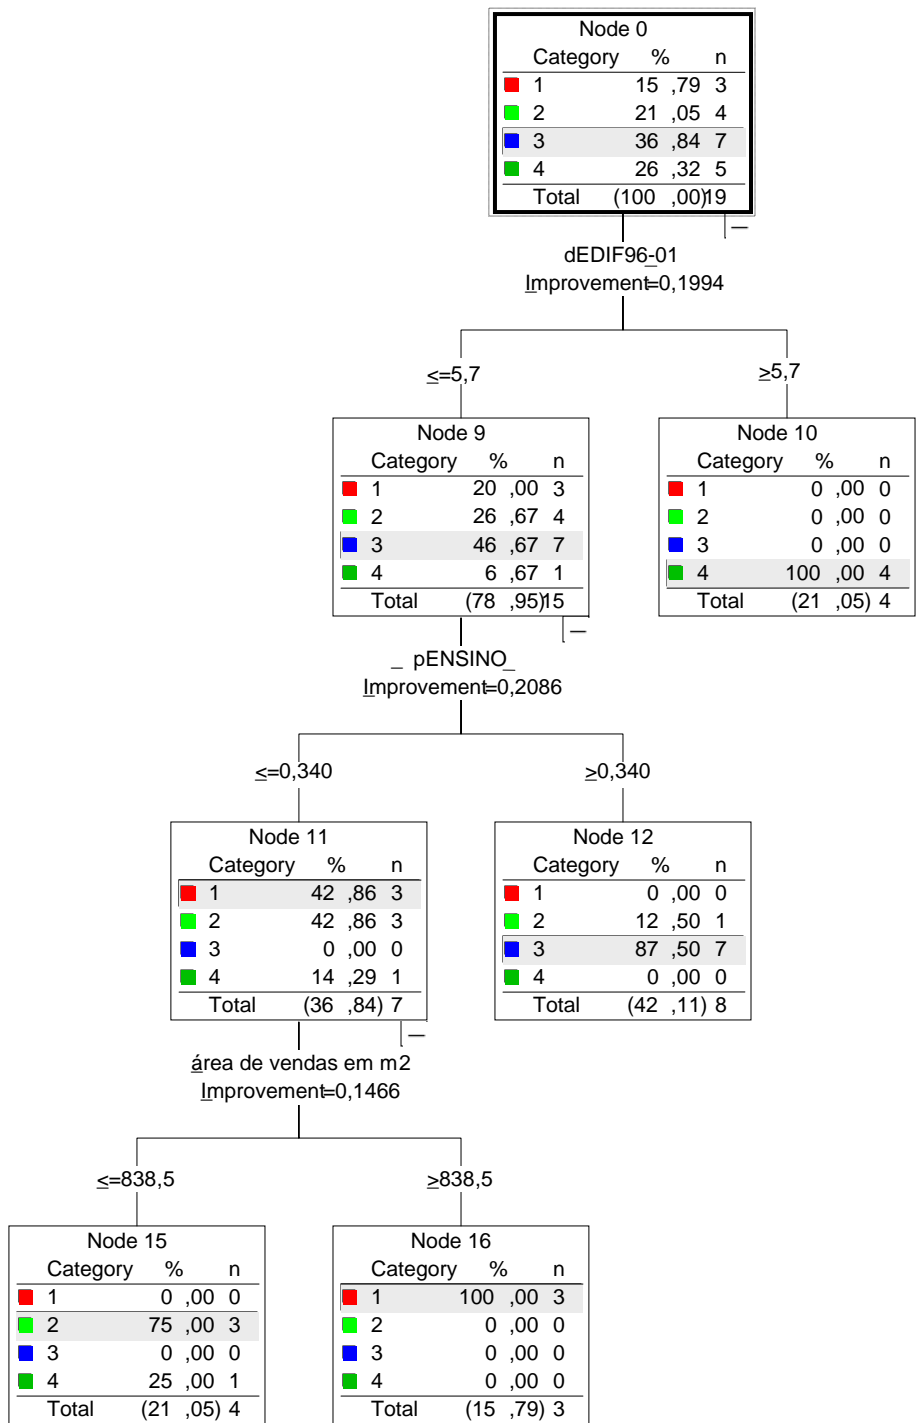 Node 0
Category % n
1 15 ,79 3
2 21 ,05 4
3 36 ,84 7
4 26 ,32 5
Total (100 ,00)19
dEDIF96-01
Improvement=0,1994
<=5,7
≥5,7
Node 9
Category % n
1 20 ,00 3
2 26 ,67 4
3 46 ,67 7
4 6 ,67 1
Total (78 ,95)15
Node 10
Category % n
1 0 ,00 0
2 0 ,00 0
3 0 ,00 0
4 100 ,00 4
Total (21 ,05) 4
_ pENSINO_
Improvement=0,2086
<=0,340
≥0,340
Node 11
Category % n
1 42 ,86 3
2 42 ,86 3
3 0 ,00 0
4 14 ,29 1
Total (36 ,84) 7
Node 12
Category % n
1 0 ,00 0
2 12 ,50 1
3 87 ,50 7
4 0 ,00 0
Total (42 ,11) 8
área de vendas em m2
Improvement=0,1466
<=838,5
≥838,5
Node 15
Category % n
1 0 ,00 0
2 75 ,00 3
3 0 ,00 0
4 25 ,00 1
Total (21 ,05) 4
Node 16
Category % n
1 100 ,00 3
2 0 ,00 0
3 0 ,00 0
4 0 ,00 0
Total (15 ,79) 3